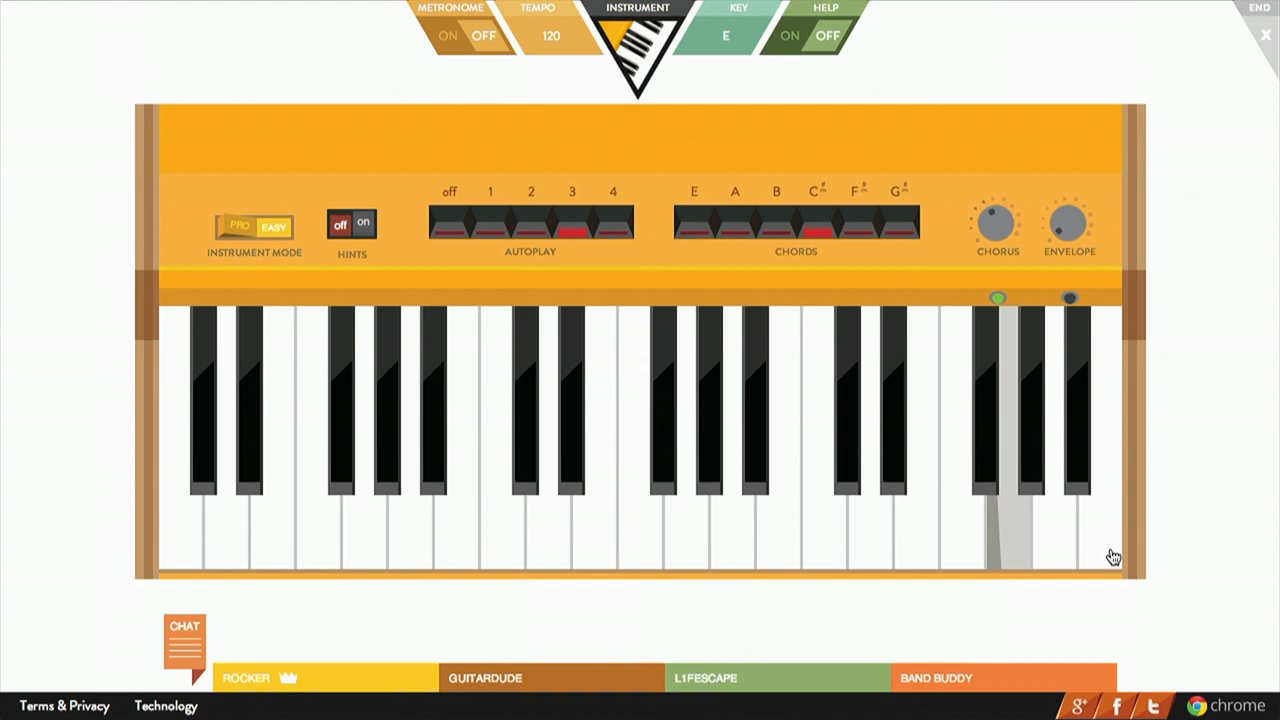 METRONOME TEMPO INSTRUMENT KEY HELP END
ON OFF 120 E ON OFF X
off 1 2 3 4 E A B C#m F#m G#m
PRO EASY off on
INSTRUMENT MODE HINTS AUTOPLAY CHORDS CHORUS ENVELOPE
CHAT
ROCKER GUITARDUDE L1FESCAPE BAND BUDDY
Terms & Privacy Technology g+ f t chrome